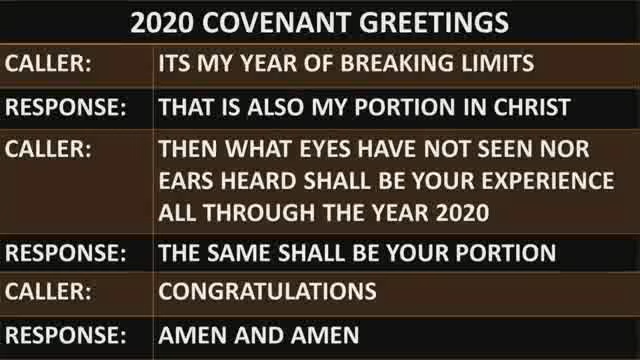 2020 COVENANT GREETINGS
CALLER: ITS MY YEAR OF BREAKING LIMITS
RESPONSE: THAT IS ALSO MY PORTION IN CHRIST
CALLER: THEN WHAT EYES HAVE NOT SEEN NOR
EARS HEARD SHALL BE YOUR EXPERIENCE
ALL THROUGH THE YEAR 2020
RESPONSE: THE SAME SHALL BE YOUR PORTION
CALLER: CONGRATULATIONS
RESPONSE: AMEN AND AMEN